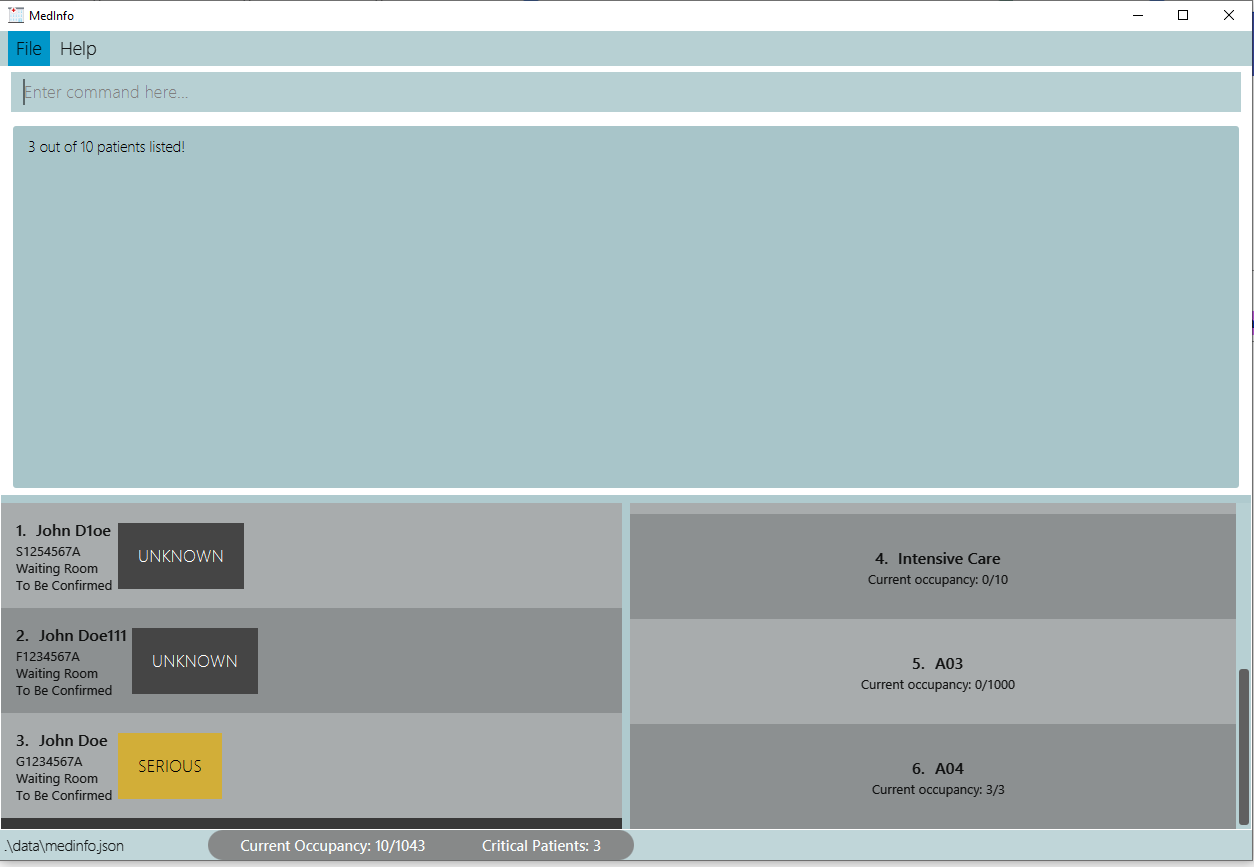 MedInfo
File Help
Enter command here...
3 out of 10 patients listed!
1. John D1oe
S1254567A
Waiting Room
To Be Confirmed
UNKNOWN
2. John Doe111
F1234567A
Waiting Room
To Be Confirmed
UNKNOWN
3. John Doe
G1234567A
Waiting Room
To Be Confirmed
SERIOUS
4. Intensive Care
Current occupancy: 0/10
5. A03
Current occupancy: 0/1000
6. A04
Current occupancy: 3/3
.\data\medinfo.json
Current Occupancy: 10/1043
Critical Patients: 3